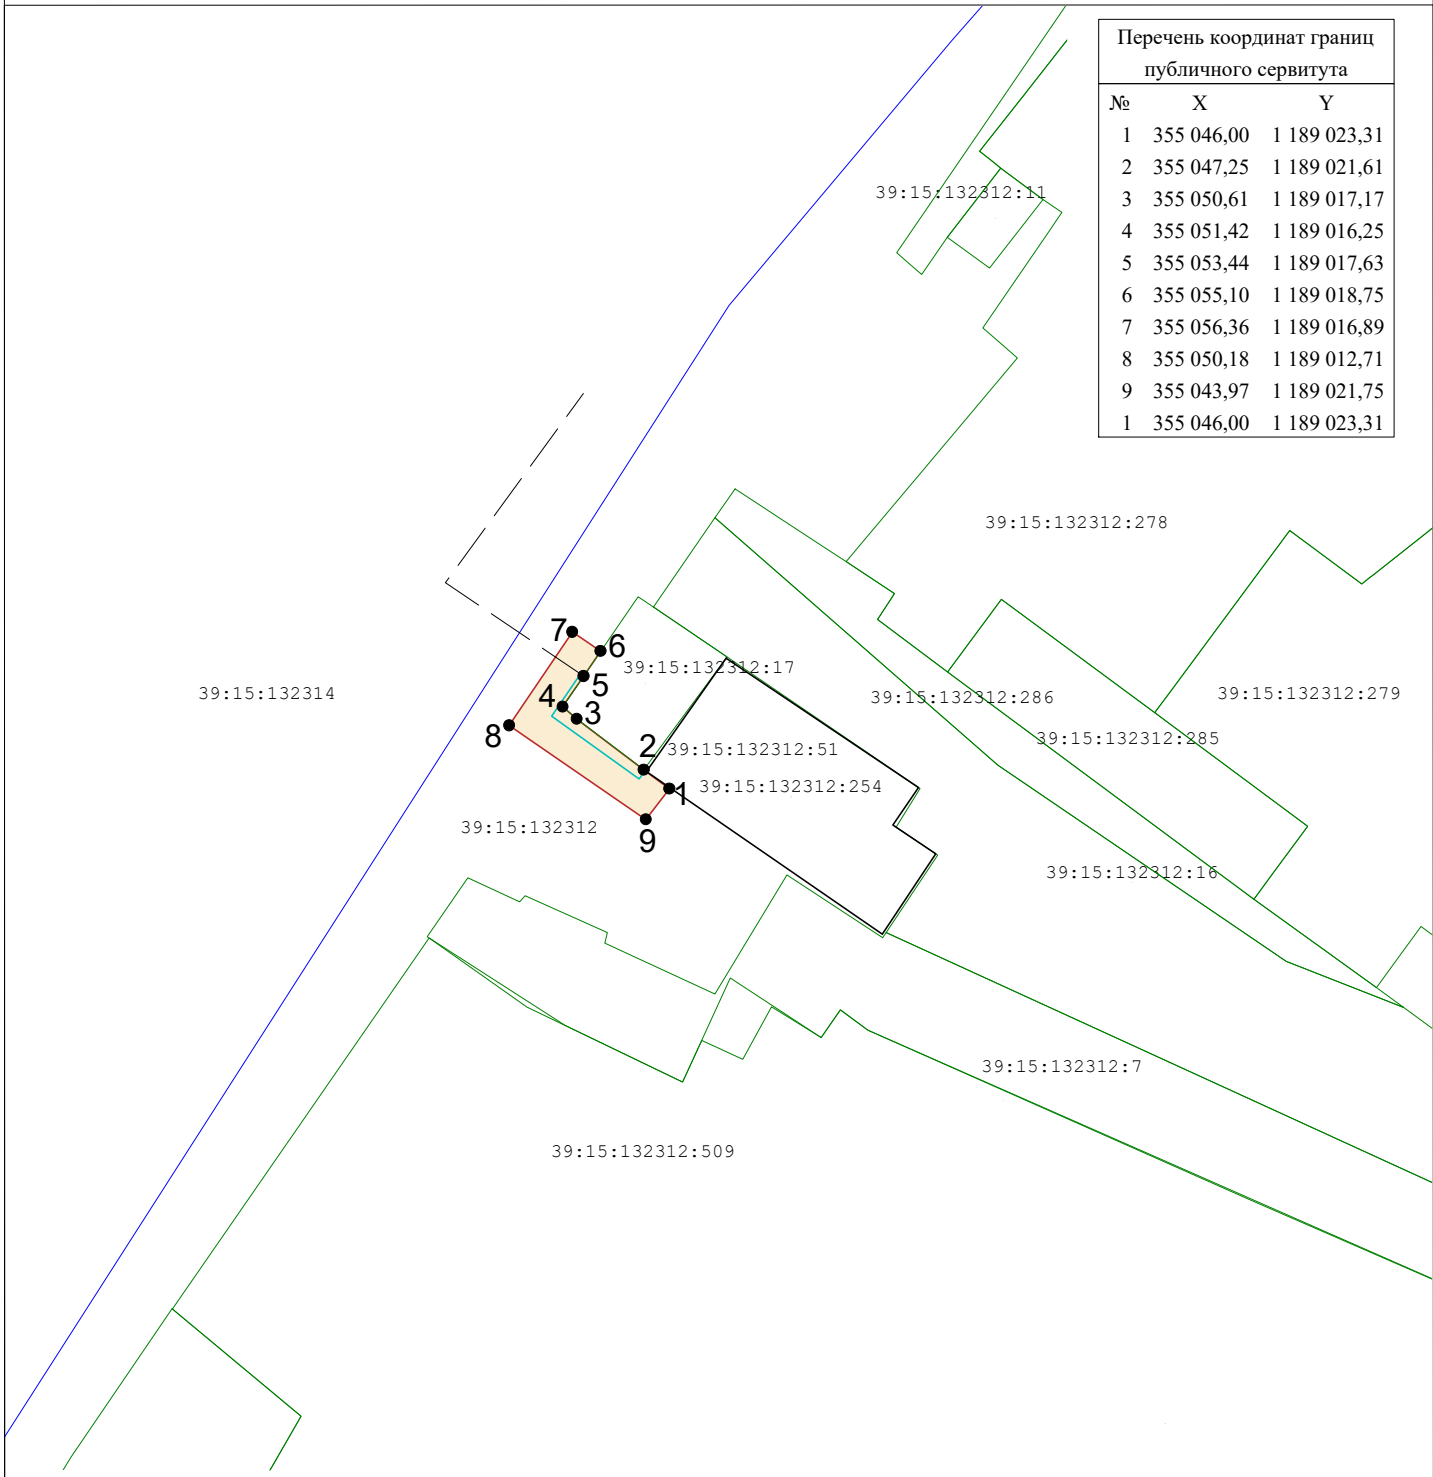 Перечень координат границ
публичного сервитута
№ X Y
1 355 046,00 1 189 023,31
2 355 047,25 1 189 021,61
3 355 050,61 1 189 017,17
4 355 051,42 1 189 016,25
5 355 053,44 1 189 017,63
6 355 055,10 1 189 018,75
7 355 056,36 1 189 016,89
8 355 050,18 1 189 012,71
9 355 043,97 1 189 021,75
1 355 046,00 1 189 023,31
39:15:132312:11
39:15:132312:278
7
6
39:15:132312:17
5
39:15:132314
4
39:15:132312:286
39:15:132312:279
3
8
39:15:132312:285
2
39:15:132312:51
39:15:132312:254
1
39:15:132312
9
39:15:132312:16
39:15:132312:7
39:15:132312:509